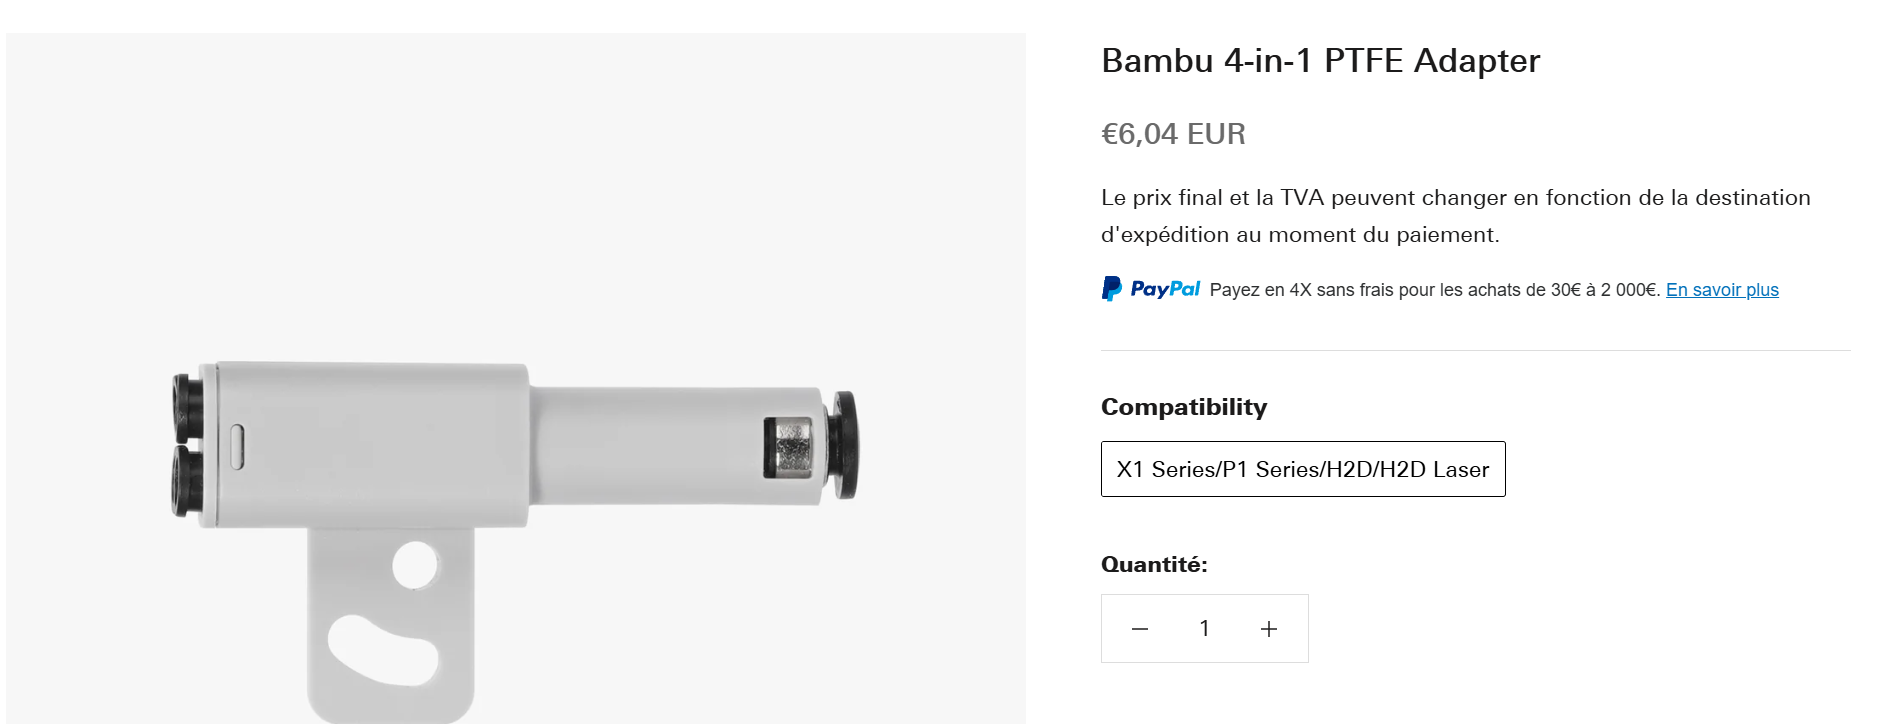 Bambu 4-in-1 PTFE Adapter
€6,04 EUR
Le prix final et la TVA peuvent changer en fonction de la destination
d'expédition au moment du paiement.
PayPal Payez en 4X sans frais pour les achats de 30€ à 2 000€. En savoir plus
Compatibility
X1 Series/P1 Series/H2D/H2D Laser
Quantité:
− 1 +